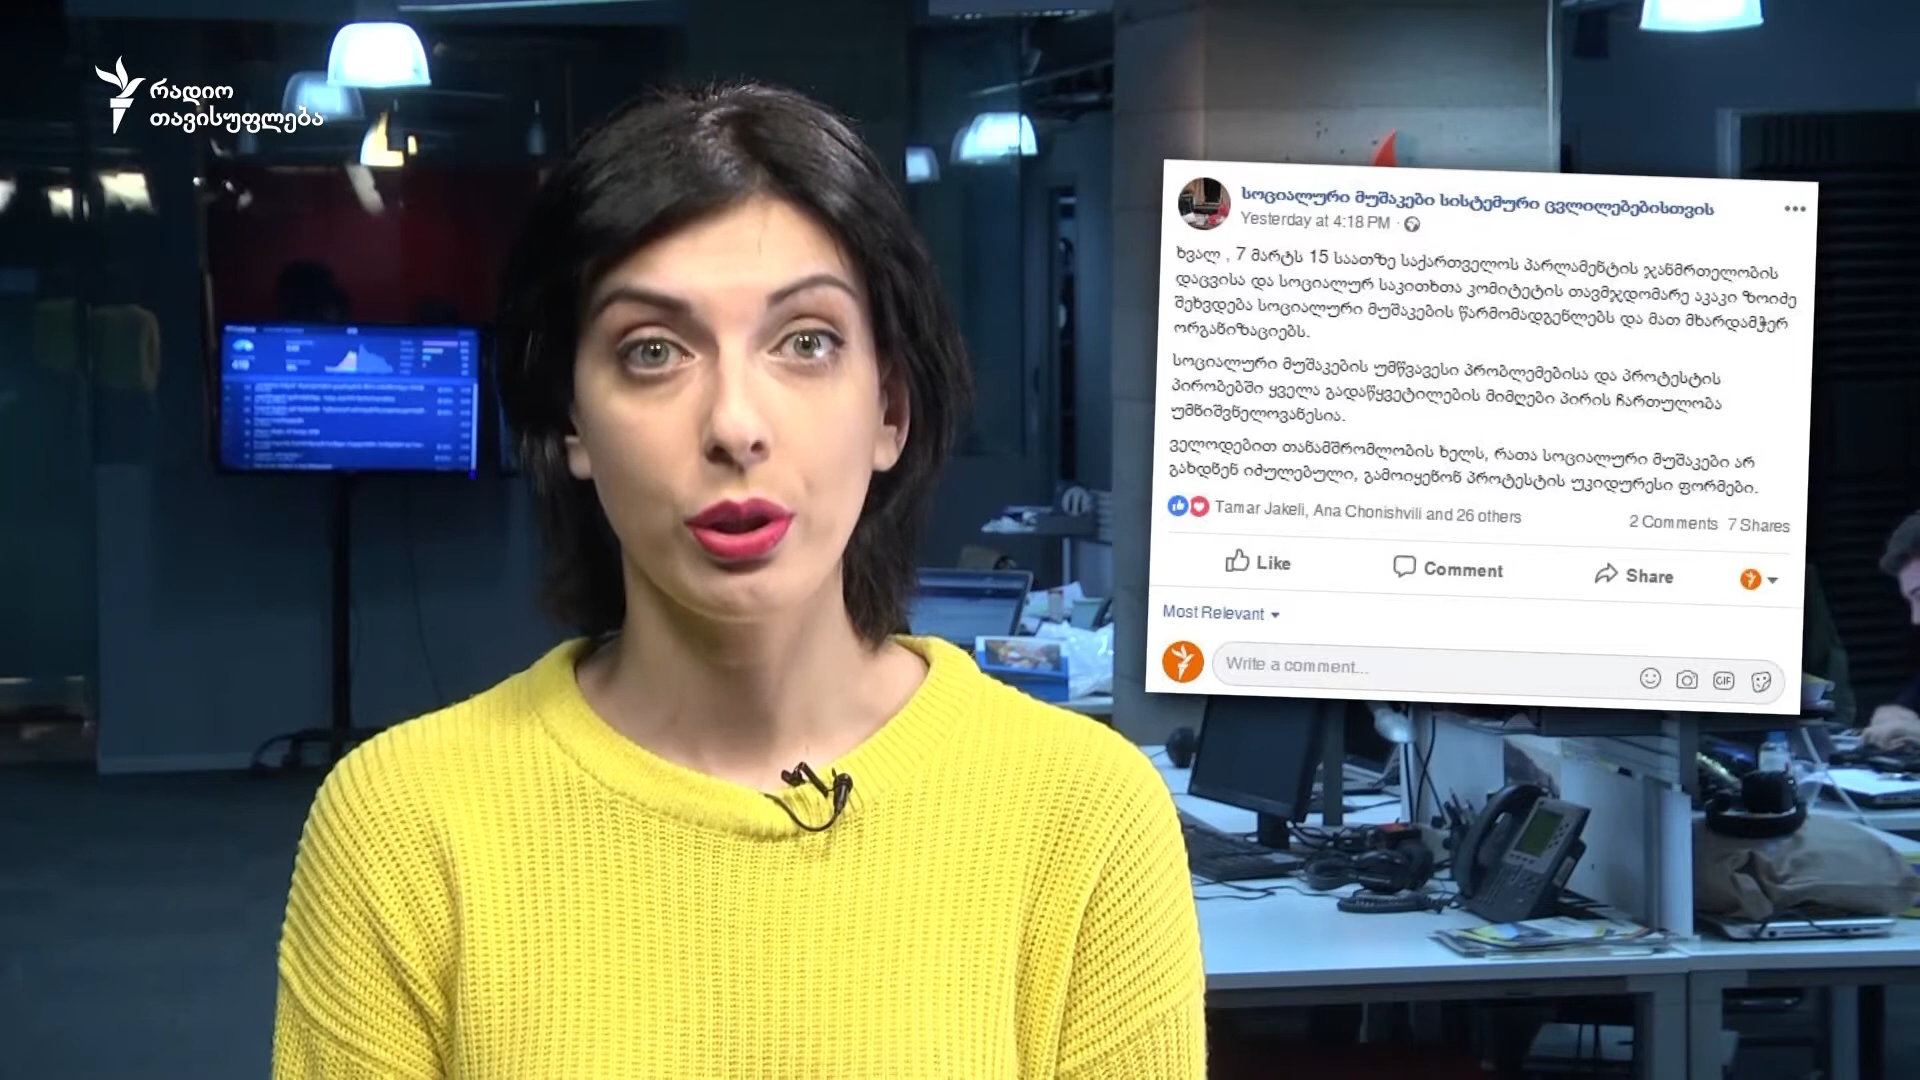 რადიო
თავისუფლება
სოციალური მუშაკები სისტემური ცვლილებებისთვის
Yesterday at 4:18 PM ·
ხვალ , 7 მარტს 15 საათზე საქართველოს პარლამენტის ჯანმრთელობის
დაცვისა და სოციალურ საკითხთა კომიტეტის თავმჯდომარე აკაკი ზოიძე
შეხვდება სოციალური მუშაკების წარმომადგენლებს და მათ მხარდამჭერ
ორგანიზაციებს.
სოციალური მუშაკების უმწვავესი პრობლემებისა და პროტესტის
პირობებში ყველა გადაწყვეტილების მიმღები პირის ჩართულობა
უმნიშვნელოვანესია.
ველოდებით თანამშრომლობის ხელს, რათა სოციალური მუშაკები არ
გახდნენ იძულებული, გამოიყენონ პროტესტის უკიდურესი ფორმები.
Tamar Jakeli, Ana Chonishvili and 26 others 2 Comments 7 Shares
Like Comment Share
Most Relevant
Write a comment...
GIF